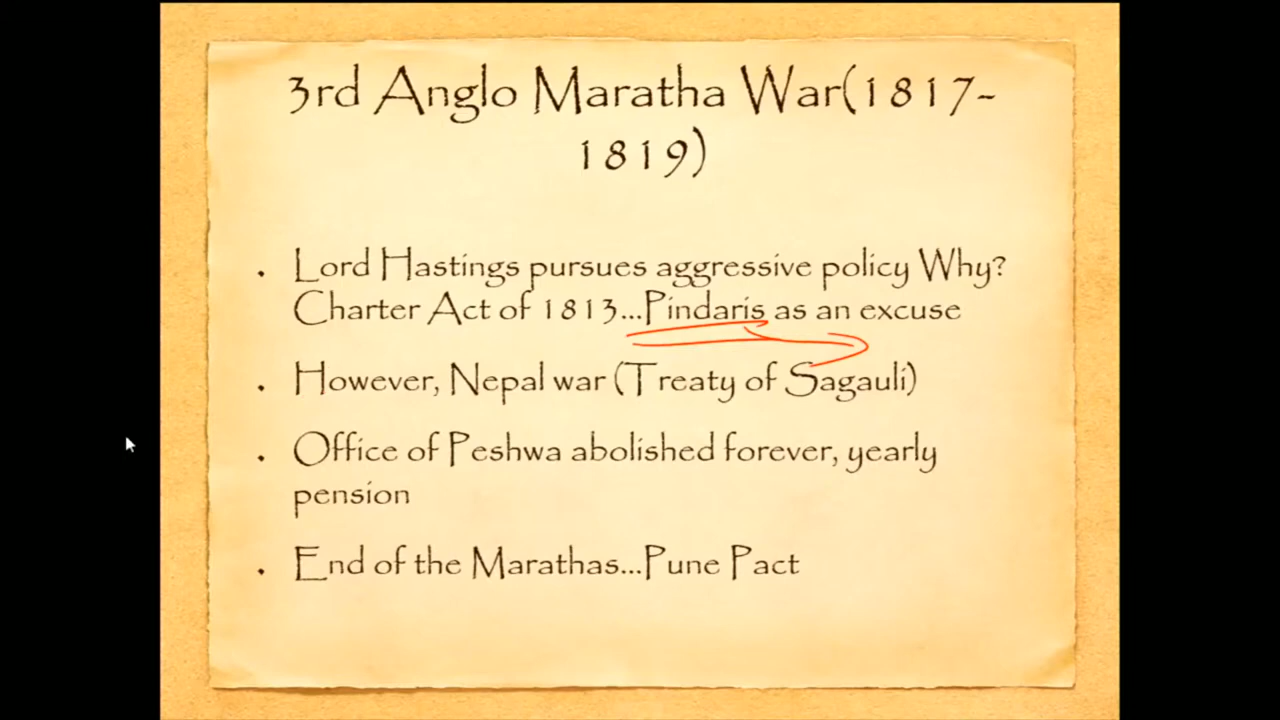 3rd Anglo Maratha War(1817-
1819)
. Lord Hastings pursues aggressive policy Why?
Charter Act of 1813...Pindaris as an excuse
. However, Nepal war (Treaty of Sagauli)
. Office of Peshwa abolished forever, yearly
pension
. End of the Marathas...Pune Pact